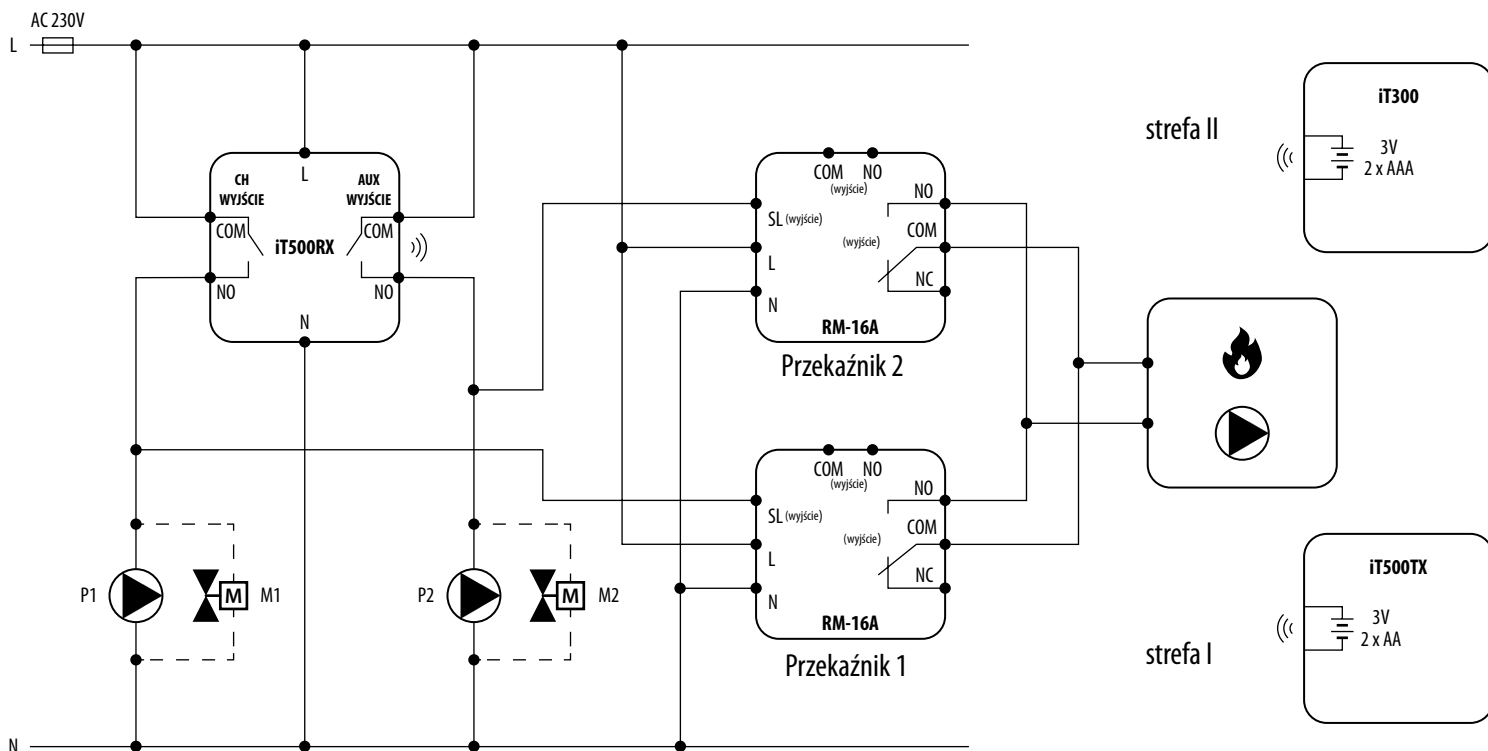 AC 230V
L
iT500RX
L
CH
WYJŚCIE
AUX
WYJŚCIE
COM
COM
NO
NO
N
COM NO
(wyjście)
SL (wyjście)
NO
COM
(wyjście)
L
NC
N
RM-16A
Przekaźnik 2
COM NO
(wyjście)
SL (wyjście)
NO
COM
(wyjście)
L
NC
N
RM-16A
Przekaźnik 1
P1
M
M1
P2
M
M2
N
strefa II
iT300
3V
2 x AAA
strefa I
iT500TX
3V
2 x AA